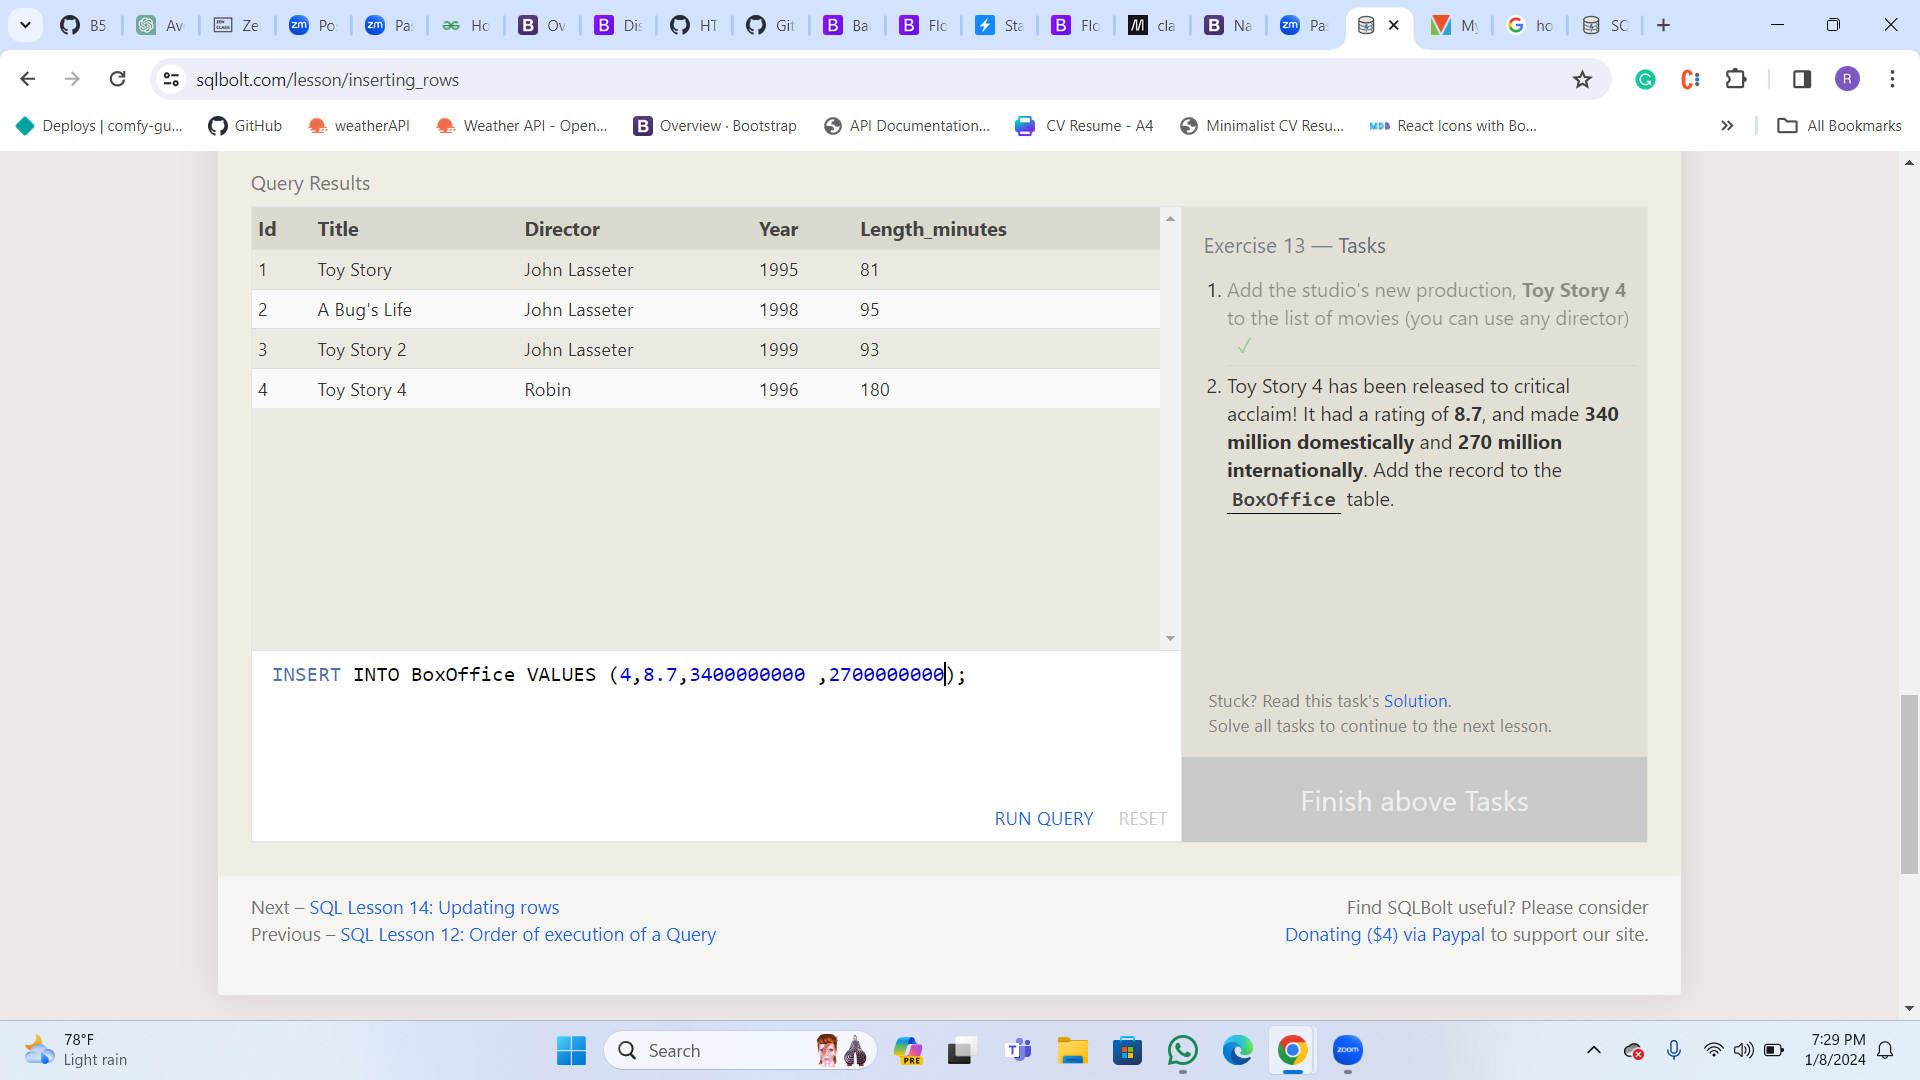 B5
Av
Ze
Po
Pas
Ho
Ov
Dis
HT
Git
Ba
Flo
Sta
Flo
cla
Na
Pa
My
ho
SC
sqlbolt.com/lesson/inserting_rows
R
Deploys | comfy-gu...
GitHub
weatherAPI
Weather API - Open...
Overview · Bootstrap
API Documentation...
CV Resume - A4
Minimalist CV Resu...
React Icons with Bo...
All Bookmarks
Query Results
Id Title Director Year Length_minutes
1 Toy Story John Lasseter 1995 81
2 A Bug's Life John Lasseter 1998 95
3 Toy Story 2 John Lasseter 1999 93
4 Toy Story 4 Robin 1996 180
Exercise 13 — Tasks
1. Add the studio's new production, Toy Story 4
to the list of movies (you can use any director)
✓
2. Toy Story 4 has been released to critical
acclaim! It had a rating of 8.7, and made 340
million domestically and 270 million
internationally. Add the record to the
BoxOffice table.
INSERT INTO BoxOffice VALUES (4,8.7,3400000000 ,2700000000);
RUN QUERY RESET
Stuck? Read this task's Solution.
Solve all tasks to continue to the next lesson.
Finish above Tasks
Next – SQL Lesson 14: Updating rows
Previous – SQL Lesson 12: Order of execution of a Query
Find SQLBolt useful? Please consider
Donating ($4) via Paypal to support our site.
78°F
Light rain
Search
PRE
zoom
7:29 PM
1/8/2024